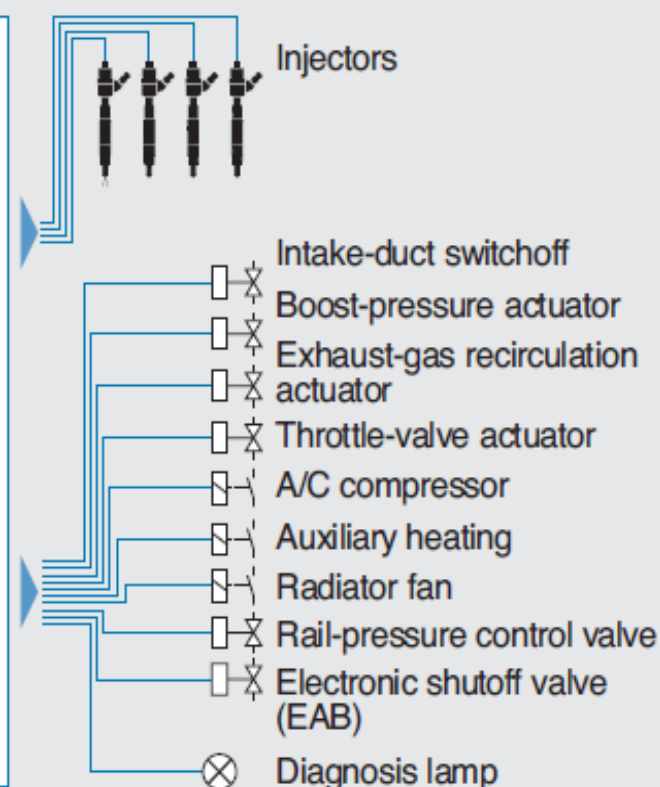 Injectors
Intake-duct switchoff
Boost-pressure actuator
Exhaust-gas recirculation
actuator
Throttle-valve actuator
A/C compressor
Auxiliary heating
Radiator fan
Rail-pressure control valve
Electronic shutoff valve
(EAB)
Diagnosis lamp